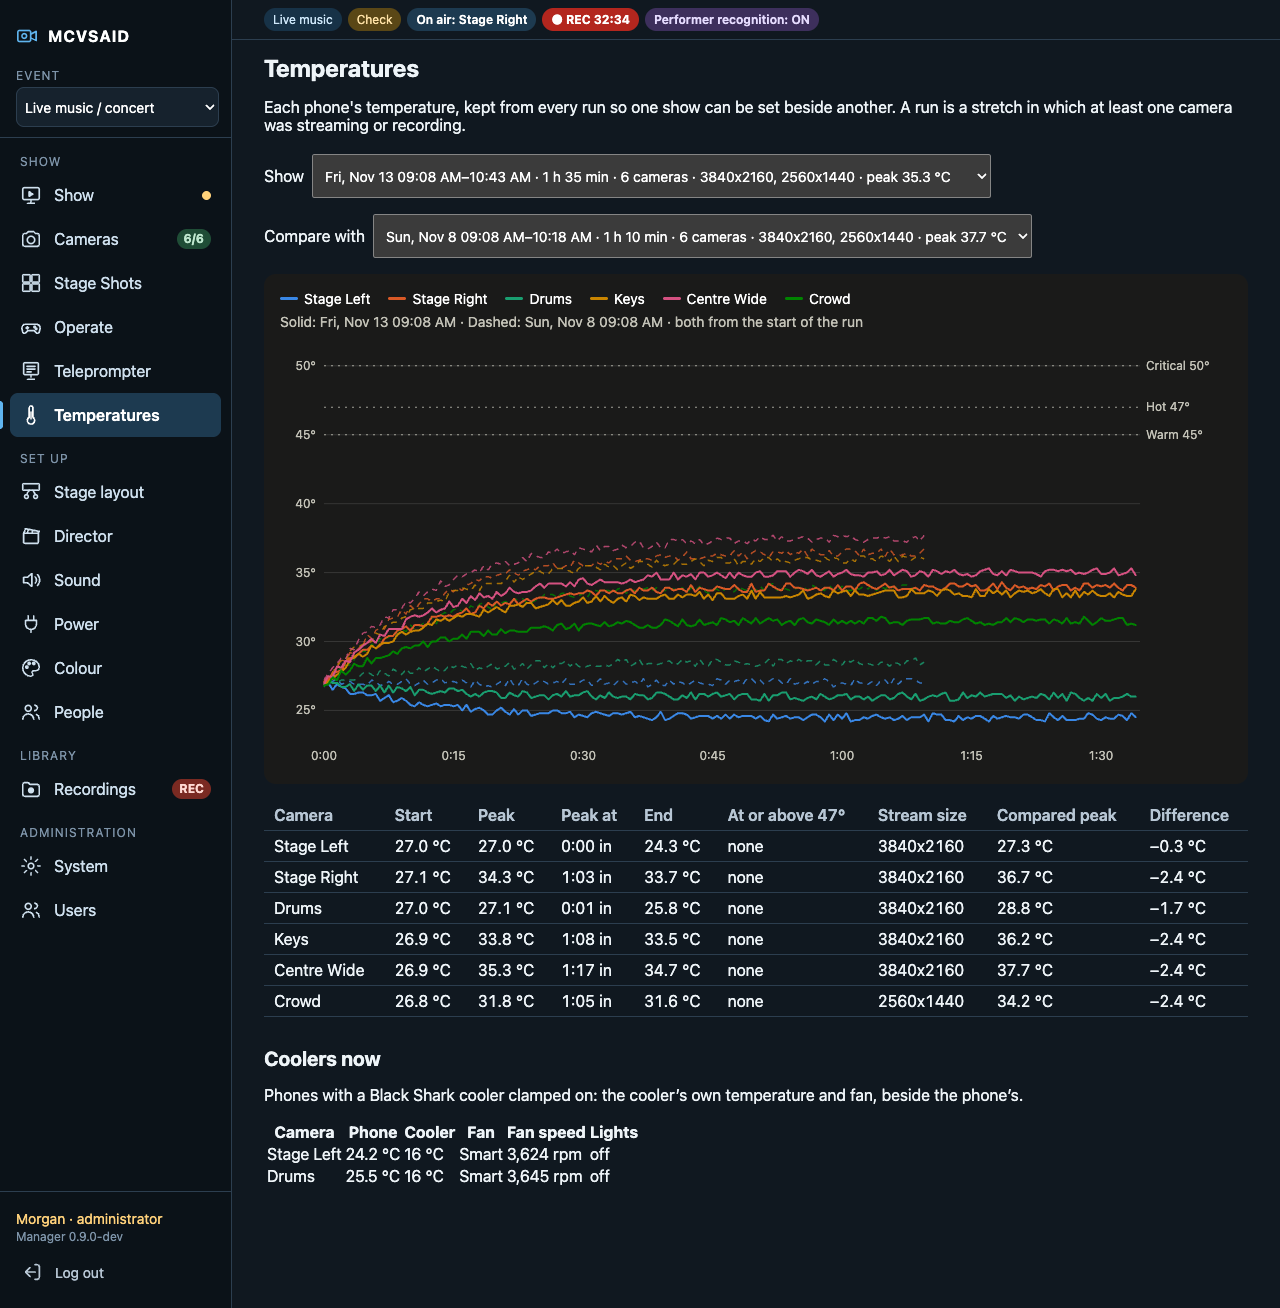 MCVSAID
EVENT
Live music / concert
SHOW
Show
Cameras 6/6
Stage Shots
Operate
Teleprompter
Temperatures
SET UP
Stage layout
Director
Sound
Power
Colour
People
LIBRARY
Recordings REC
ADMINISTRATION
System
Users
Morgan · administrator
Manager 0.9.0-dev
Log out
Live music Check On air: Stage Right REC 32:34 Performer recognition: ON
Temperatures
Each phone's temperature, kept from every run so one show can be set beside another. A run is a stretch in which at least one camera
was streaming or recording.
Show Fri, Nov 13 09:08 AM–10:43 AM · 1 h 35 min · 6 cameras · 3840x2160, 2560x1440 · peak 35.3 °C
Compare with Sun, Nov 8 09:08 AM–10:18 AM · 1 h 10 min · 6 cameras · 3840x2160, 2560x1440 · peak 37.7 °C
Stage Left Stage Right Drums Keys Centre Wide Crowd
Solid: Fri, Nov 13 09:08 AM · Dashed: Sun, Nov 8 09:08 AM · both from the start of the run
50° Critical 50°
Hot 47°
45° Warm 45°
40°
35°
30°
25°
0:00 0:15 0:30 0:45 1:00 1:15 1:30
Camera Start Peak Peak at End At or above 47° Stream size Compared peak Difference
Stage Left 27.0 °C 27.0 °C 0:00 in 24.3 °C none 3840x2160 27.3 °C −0.3 °C
Stage Right 27.1 °C 34.3 °C 1:03 in 33.7 °C none 3840x2160 36.7 °C −2.4 °C
Drums 27.0 °C 27.1 °C 0:01 in 25.8 °C none 3840x2160 28.8 °C −1.7 °C
Keys 26.9 °C 33.8 °C 1:08 in 33.5 °C none 3840x2160 36.2 °C −2.4 °C
Centre Wide 26.9 °C 35.3 °C 1:17 in 34.7 °C none 3840x2160 37.7 °C −2.4 °C
Crowd 26.8 °C 31.8 °C 1:05 in 31.6 °C none 2560x1440 34.2 °C −2.4 °C
Coolers now
Phones with a Black Shark cooler clamped on: the cooler’s own temperature and fan, beside the phone’s.
Camera Phone Cooler Fan Fan speed Lights
Stage Left 24.2 °C 16 °C Smart 3,624 rpm off
Drums 25.5 °C 16 °C Smart 3,645 rpm off